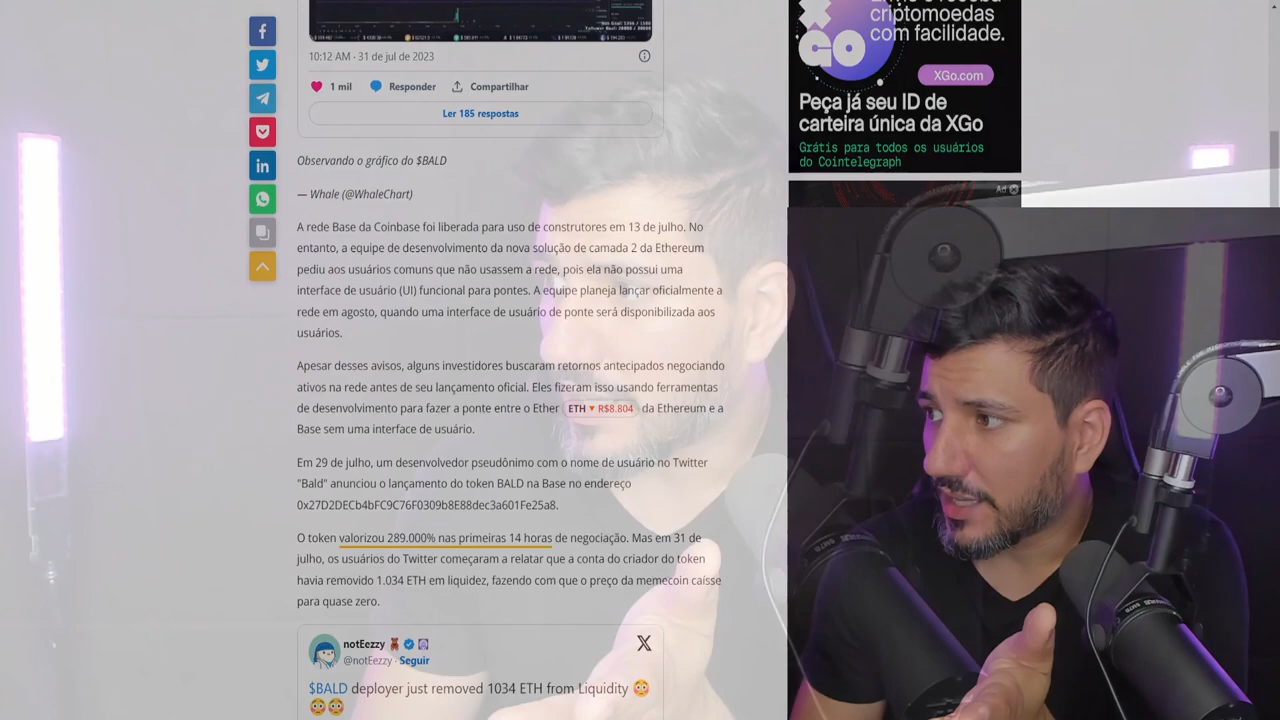 10:12 AM · 31 de jul de 2023
1 mil Responder Compartilhar
Ler 185 respostas
Observando o gráfico do $BALD
— Whale (@WhaleChart)
A rede Base da Coinbase foi liberada para uso de construtores em 13 de julho. No
entanto, a equipe de desenvolvimento da nova solução de camada 2 da Ethereum
pediu aos usuários comuns que não usassem a rede, pois ela não possui uma
interface de usuário (UI) funcional para pontes. A equipe planeja lançar oficialmente a
rede em agosto, quando uma interface de usuário de ponte será disponibilizada aos
usuários.
Apesar desses avisos, alguns investidores buscaram retornos antecipados negociando
ativos na rede antes de seu lançamento oficial. Eles fizeram isso usando ferramentas
de desenvolvimento para fazer a ponte entre o Ether ETH ▼ R$8.804 da Ethereum e a
Base sem uma interface de usuário.
Em 29 de julho, um desenvolvedor pseudônimo com o nome de usuário no Twitter
"Bald" anunciou o lançamento do token BALD na Base no endereço
0x27D2DECb4bFC9C76F0309b8E88dec3a601Fe25a8.
O token valorizou 289.000% nas primeiras 14 horas de negociação. Mas em 31 de
julho, os usuários do Twitter começaram a relatar que a conta do criador do token
havia removido 1.034 ETH em liquidez, fazendo com que o preço da memecoin caísse
para quase zero.
notEezzy
@notEezzy · Seguir
$BALD deployer just removed 1034 ETH from Liquidity
criptomoedas
com facilidade.
GO
XGo.com
Peça já seu ID de
carteira única da XGo
Grátis para todos os usuários
do Cointelegraph
Ad